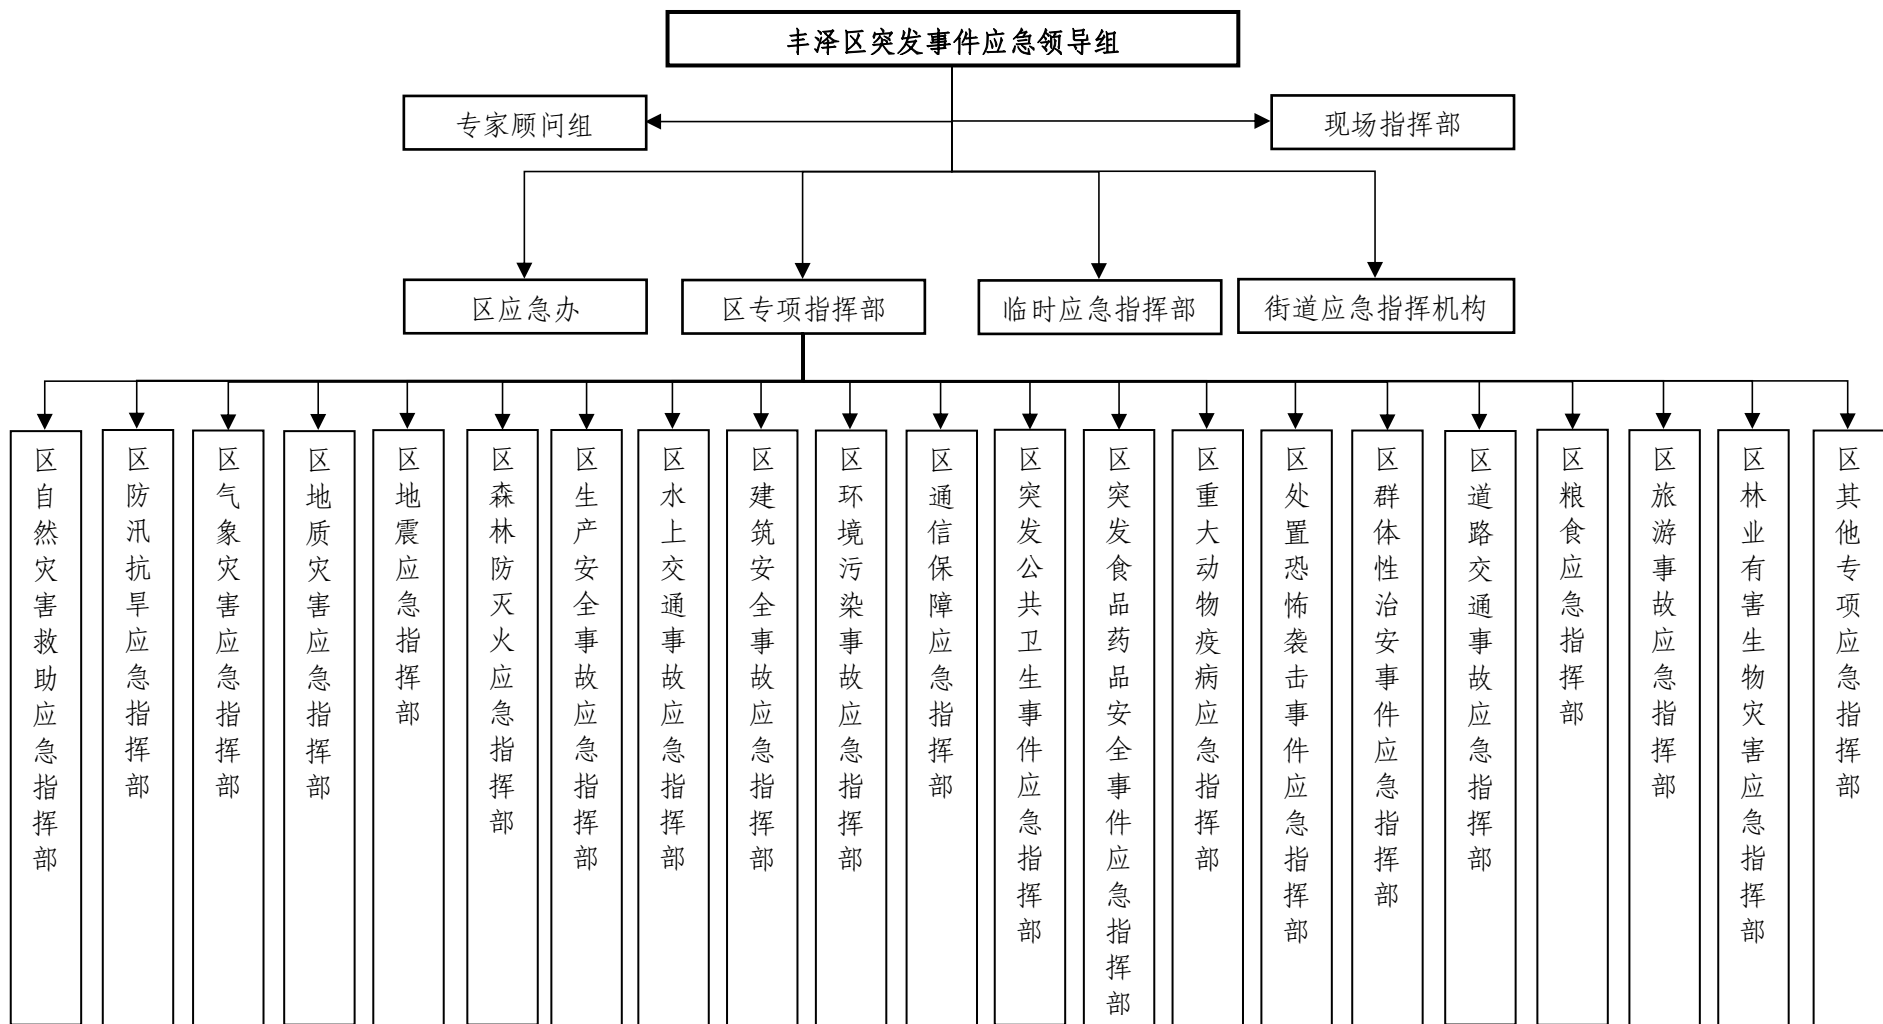 丰泽区突发事件应急领导组
专家顾问组
现场指挥部
区应急办
区专项指挥部
临时应急指挥部
街道应急指挥机构
区自然灾害救助应急指挥部
区防汛抗旱应急指挥部
区气象灾害应急指挥部
区地质灾害应急指挥部
区地震应急指挥部
区森林防灭火应急指挥部
区生产安全事故应急指挥部
区水上交通事故应急指挥部
区建筑安全事故应急指挥部
区环境污染事故应急指挥部
区通信保障应急指挥部
区突发公共卫生事件应急指挥部
区突发食品药品安全事件应急指挥部
区重大动物疫病应急指挥部
区处置恐怖袭击事件应急指挥部
区群体性治安事件应急指挥部
区道路交通事故应急指挥部
区粮食应急指挥部
区旅游事故应急指挥部
区林业有害生物灾害应急指挥部
区其他专项应急指挥部